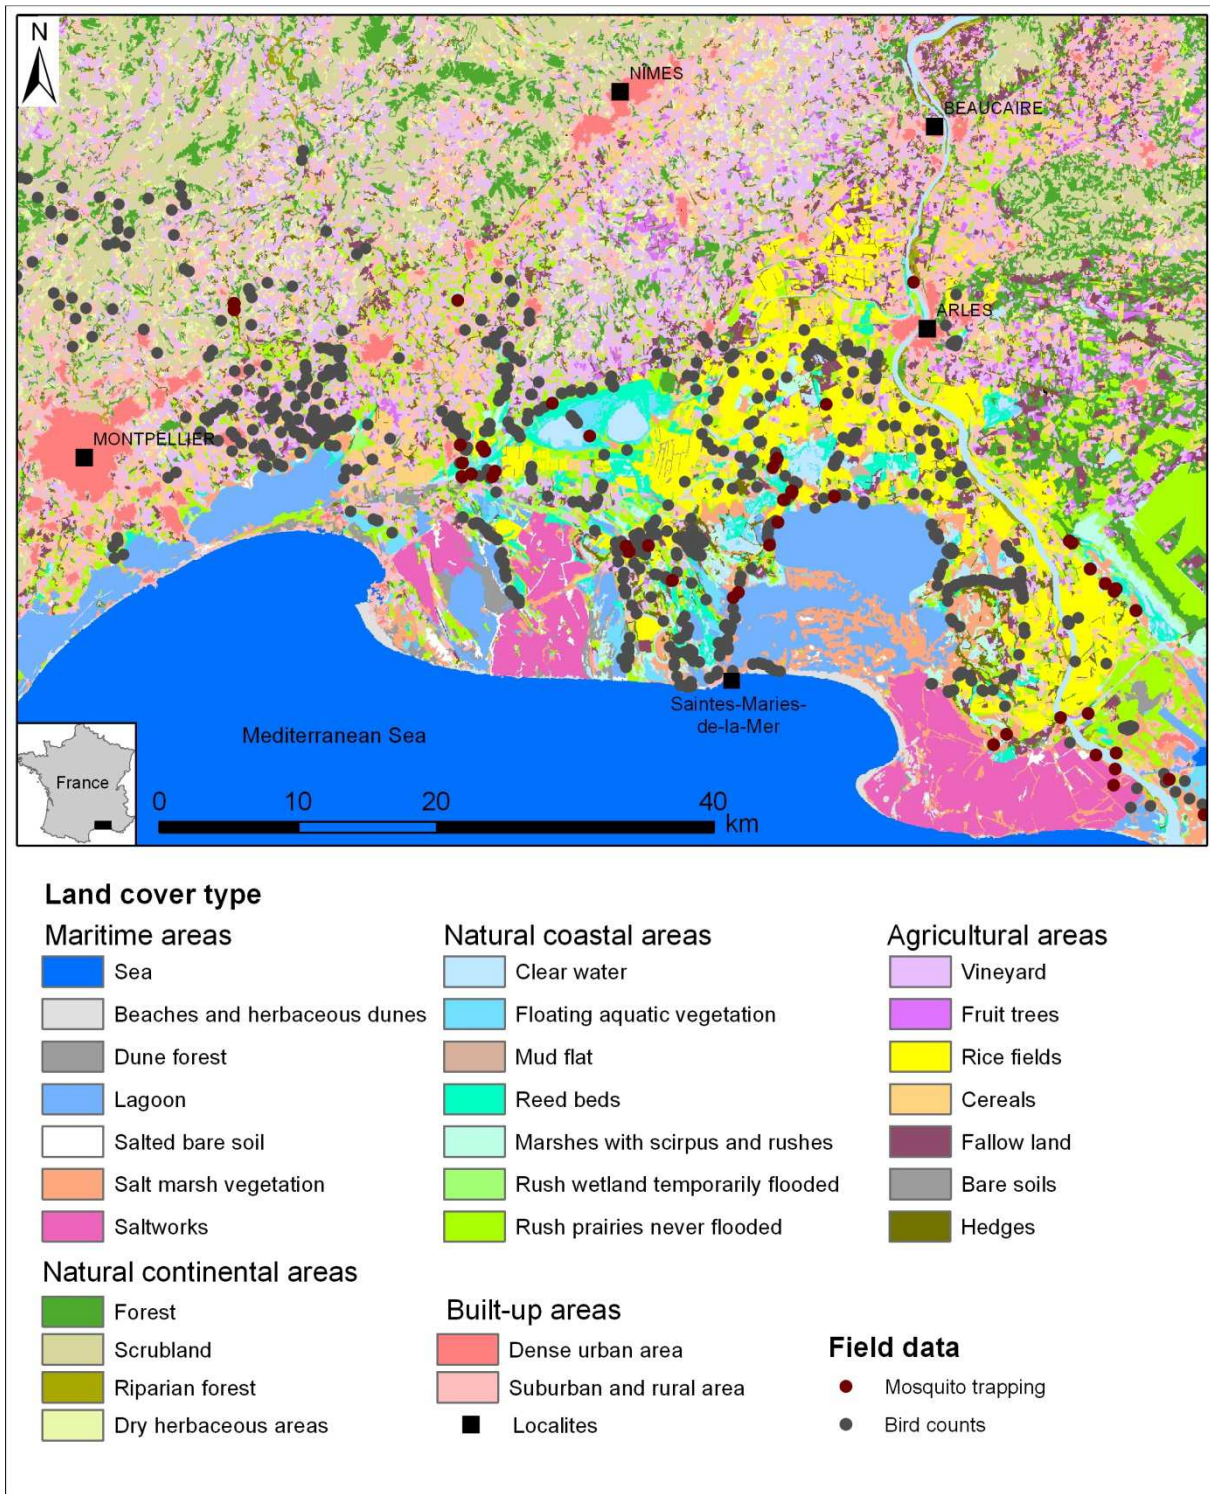 N
NÎMES
BEAUCAIRE
ARLES
MONTPELLIER
Saintes-Maries-
de-la-Mer
Mediterranean Sea
France
0 10 20 40
km
Land cover type
Maritime areas
Sea
Beaches and herbaceous dunes
Dune forest
Lagoon
Salted bare soil
Salt marsh vegetation
Saltworks
Natural coastal areas
Clear water
Floating aquatic vegetation
Mud flat
Reed beds
Marshes with scirpus and rushes
Rush wetland temporarily flooded
Rush prairies never flooded
Agricultural areas
Vineyard
Fruit trees
Rice fields
Cereals
Fallow land
Bare soils
Hedges
Natural continental areas
Forest
Scrubland
Riparian forest
Dry herbaceous areas
Built-up areas
Dense urban area
Suburban and rural area
Localites
Field data
Mosquito trapping
Bird counts